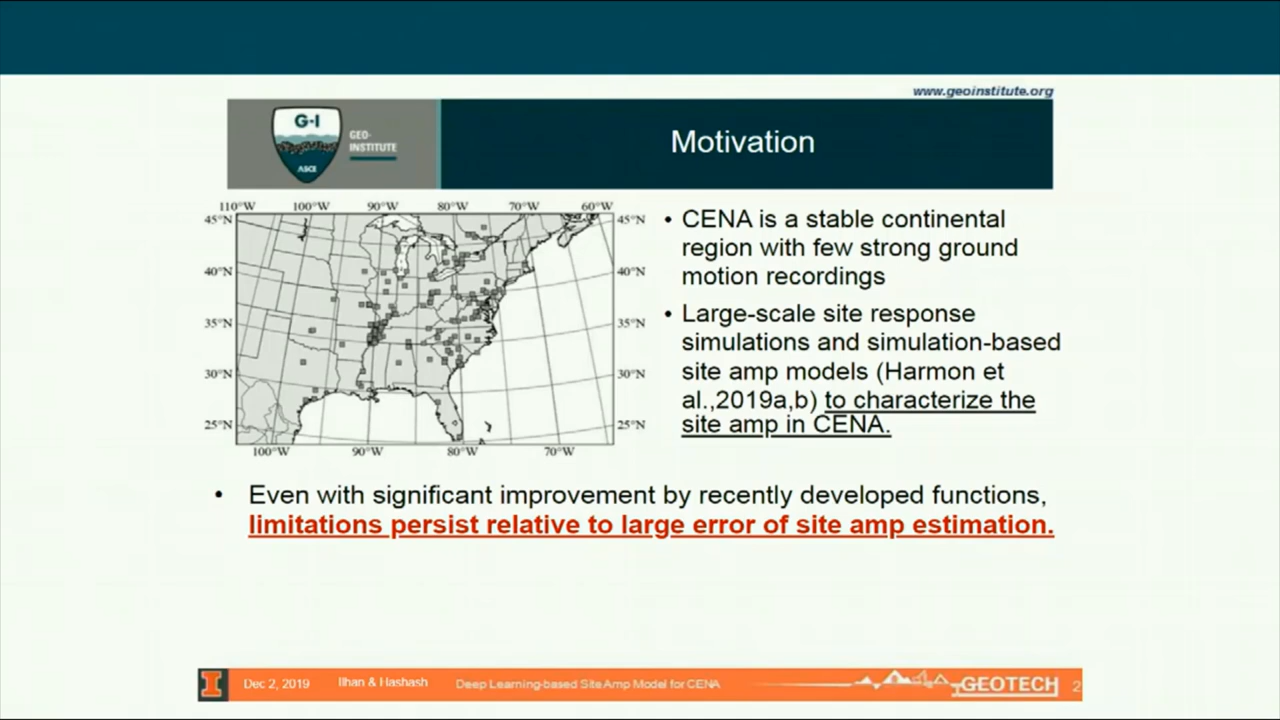 www.geoinstitute.org
G-I
GEO-
INSTITUTE
ASCE
Motivation
110°W 100°W 90°W 80°W 70°W 60°W
45°N 45°N
40°N 40°N
35°N 35°N
30°N 30°N
25°N 25°N
100°W 90°W 80°W 70°W
• CENA is a stable continental
region with few strong ground
motion recordings
• Large-scale site response
simulations and simulation-based
site amp models (Harmon et
al.,2019a,b) to characterize the
site amp in CENA.
• Even with significant improvement by recently developed functions,
limitations persist relative to large error of site amp estimation.
I Dec 2, 2019 Ilhan & Hashash Deep Learning-based Site Amp Model for CENA GEOTECH 2